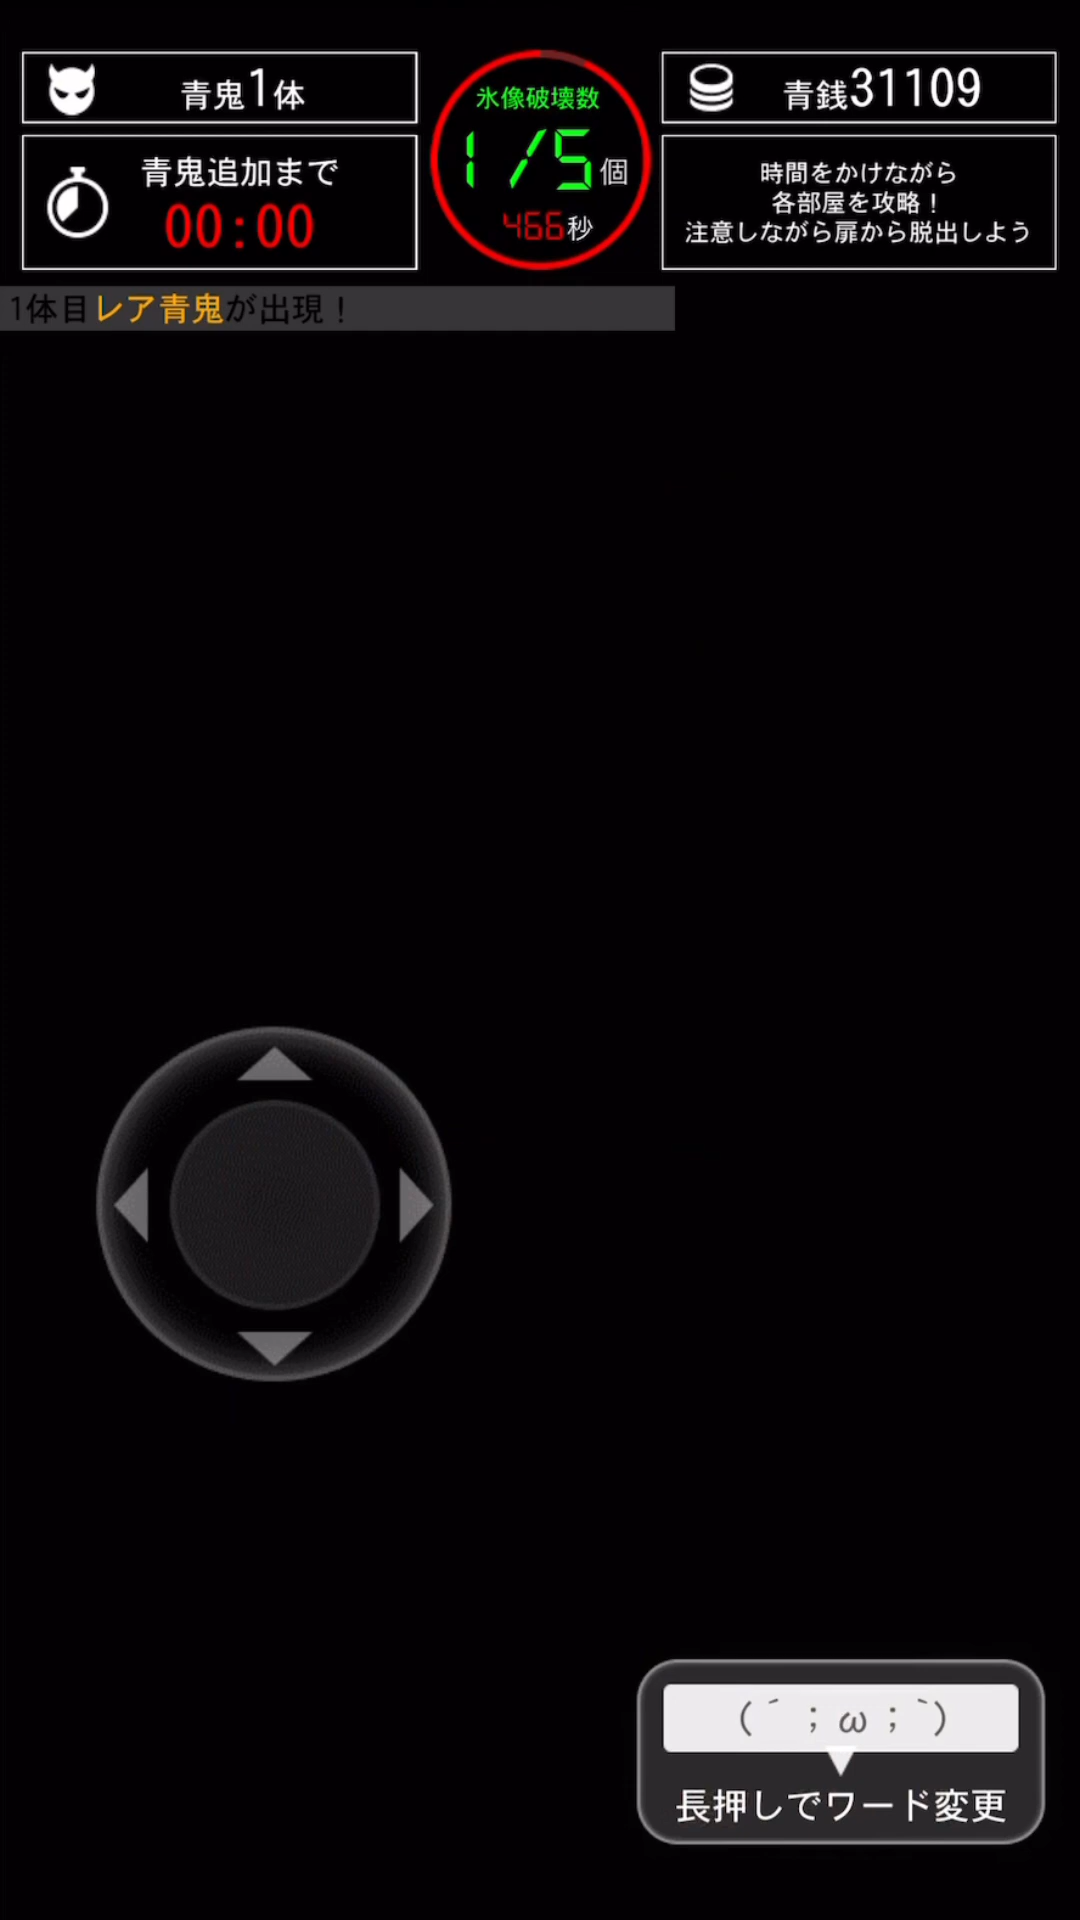 青鬼1体
青鬼追加まで
00:00
氷像破壊数
1/5個
466秒
青銭31109
時間をかけながら
各部屋を攻略！
注意しながら扉から脱出しよう
1体目レア青鬼が出現！
(´；ω；`)
長押しでワード変更